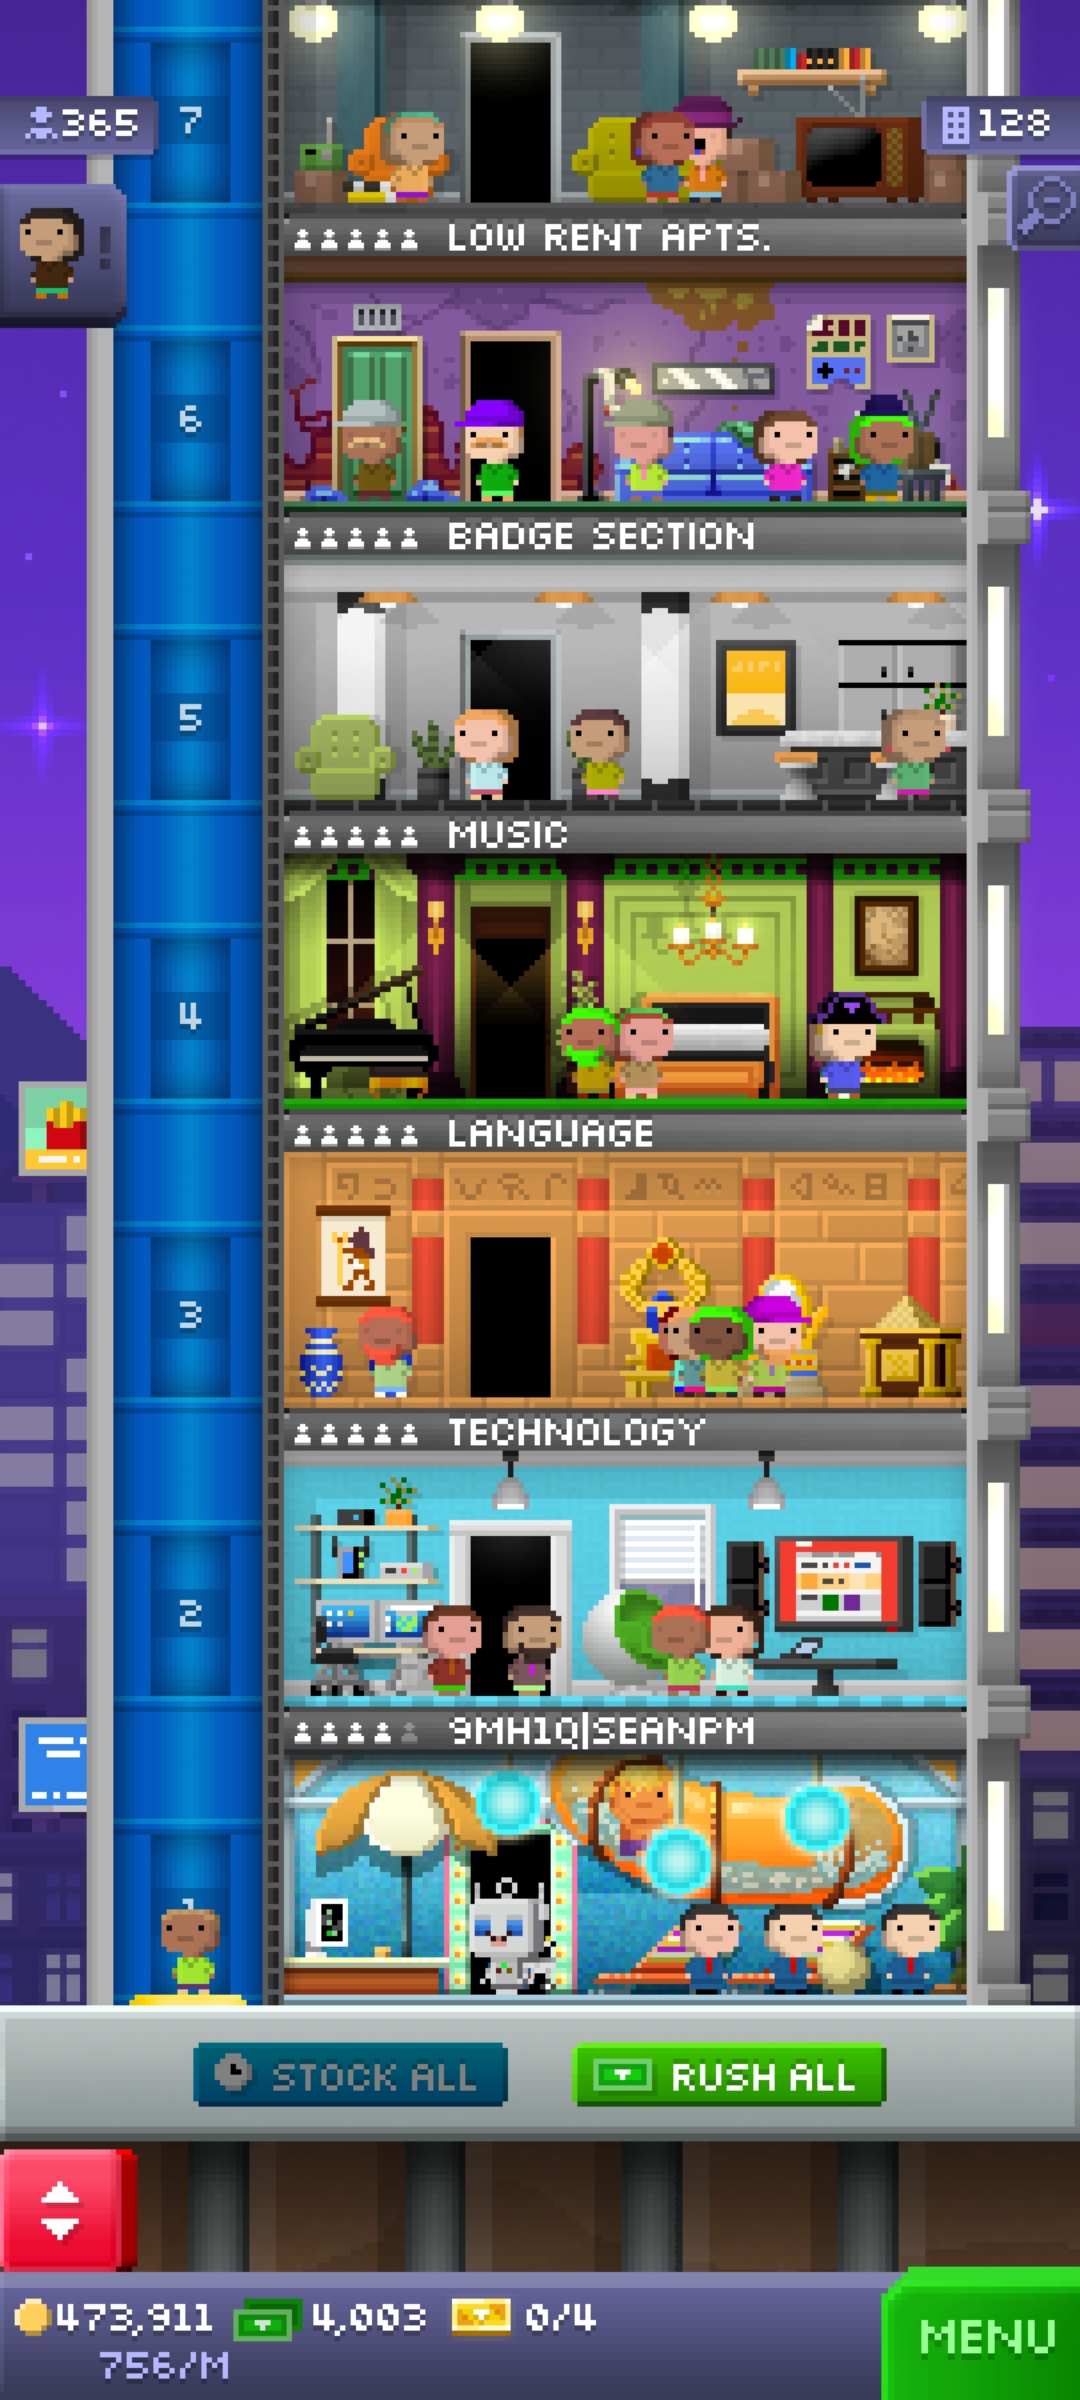 7
365
128
LOW RENT APTS.
6
BADGE SECTION
5
MUSIC
4
LANGUAGE
3
TECHNOLOGY
2
9MH1Q|SEANPM
STOCK ALL
RUSH ALL
473,911
4,003
0/4
756/M
MENU